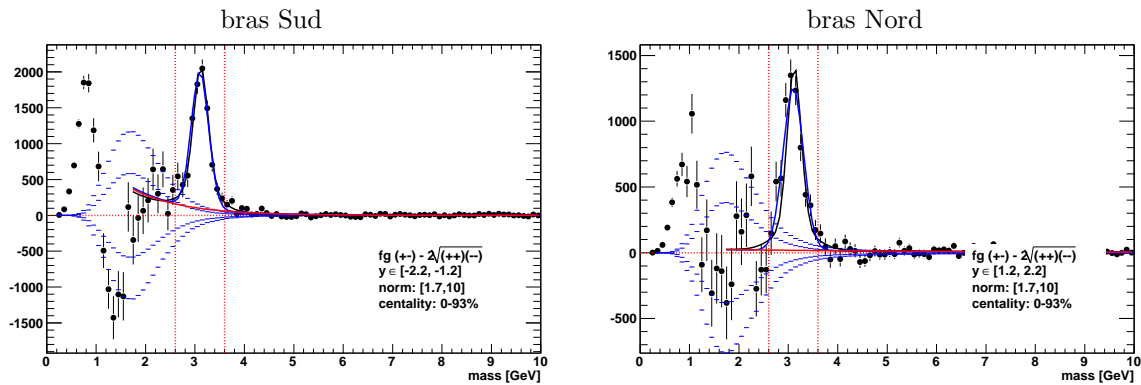 bras Sud
2000
1500
1000
500
0
-500
-1000
-1500
0 1 2 3 4 5 6 7 8 9 10
mass [GeV]
fg (+-) - 2√(++)(--)
y ∈ [-2.2, -1.2]
norm: [1.7,10]
centality: 0-93%
bras Nord
1500
1000
500
0
-500
0 1 2 3 4 5 6 7 8 9 10
mass [GeV]
fg (+-) - 2√(++)(--)
y ∈ [1.2, 2.2]
norm: [1.7,10]
centality: 0-93%